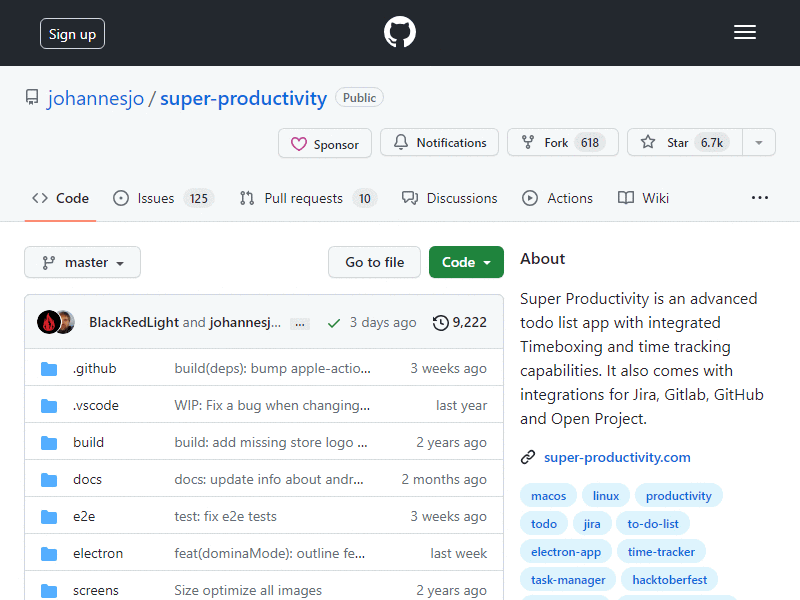 Sign up
johannesjo / super-productivity Public
Sponsor Notifications Fork 618 Star 6.7k
Code Issues 125 Pull requests 10 Discussions Actions Wiki ...
master Go to file Code
BlackRedLight and johannesj... ... 3 days ago 9,222
.github build(deps): bump apple-actio... 3 weeks ago
.vscode WIP: Fix a bug when changing... last year
build build: add missing store logo ... 2 years ago
docs docs: update info about andr... 2 months ago
e2e test: fix e2e tests 3 weeks ago
electron feat(dominaMode): outline fe... last week
screens Size optimize all images 2 years ago
About
Super Productivity is an advanced
todo list app with integrated
Timeboxing and time tracking
capabilities. It also comes with
integrations for Jira, Gitlab, GitHub
and Open Project.
super-productivity.com
macos linux productivity
todo jira to-do-list
electron-app time-tracker
task-manager hacktoberfest